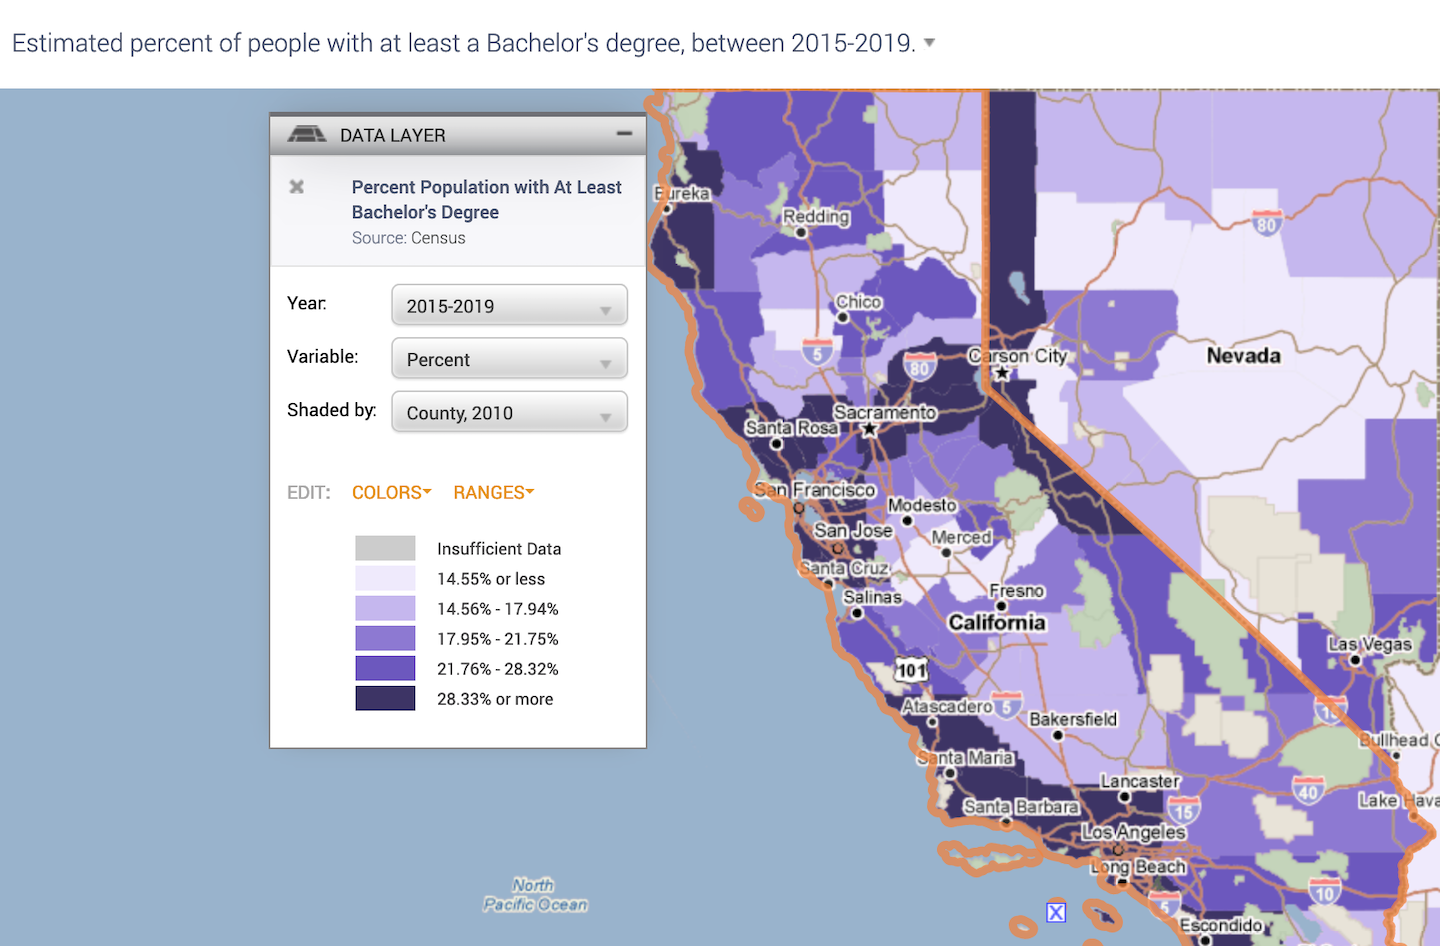 Estimated percent of people with at least a Bachelor's degree, between 2015-2019.
DATA LAYER
Percent Population with At Least
Bachelor's Degree
Source: Census
Year:
2015-2019
Variable:
Percent
Shaded by:
County, 2010
EDIT:
COLORS
RANGES
Insufficient Data
14.55% or less
14.56% - 17.94%
17.95% - 21.75%
21.76% - 28.32%
28.33% or more
Eureka
Redding
80
Chico
5
80
Carson City
Nevada
Sacramento
Santa Rosa
San Francisco
Modesto
San Jose
Merced
Santa Cruz
Salinas
Fresno
California
Las Vegas
101
Atascadero
5
15
Bakersfield
Bullhead C
Santa Maria
Lancaster
40
Lake Hava
Santa Barbara
15
Los Angeles
Long Beach
North
Pacific Ocean
10
5
X
Escondido